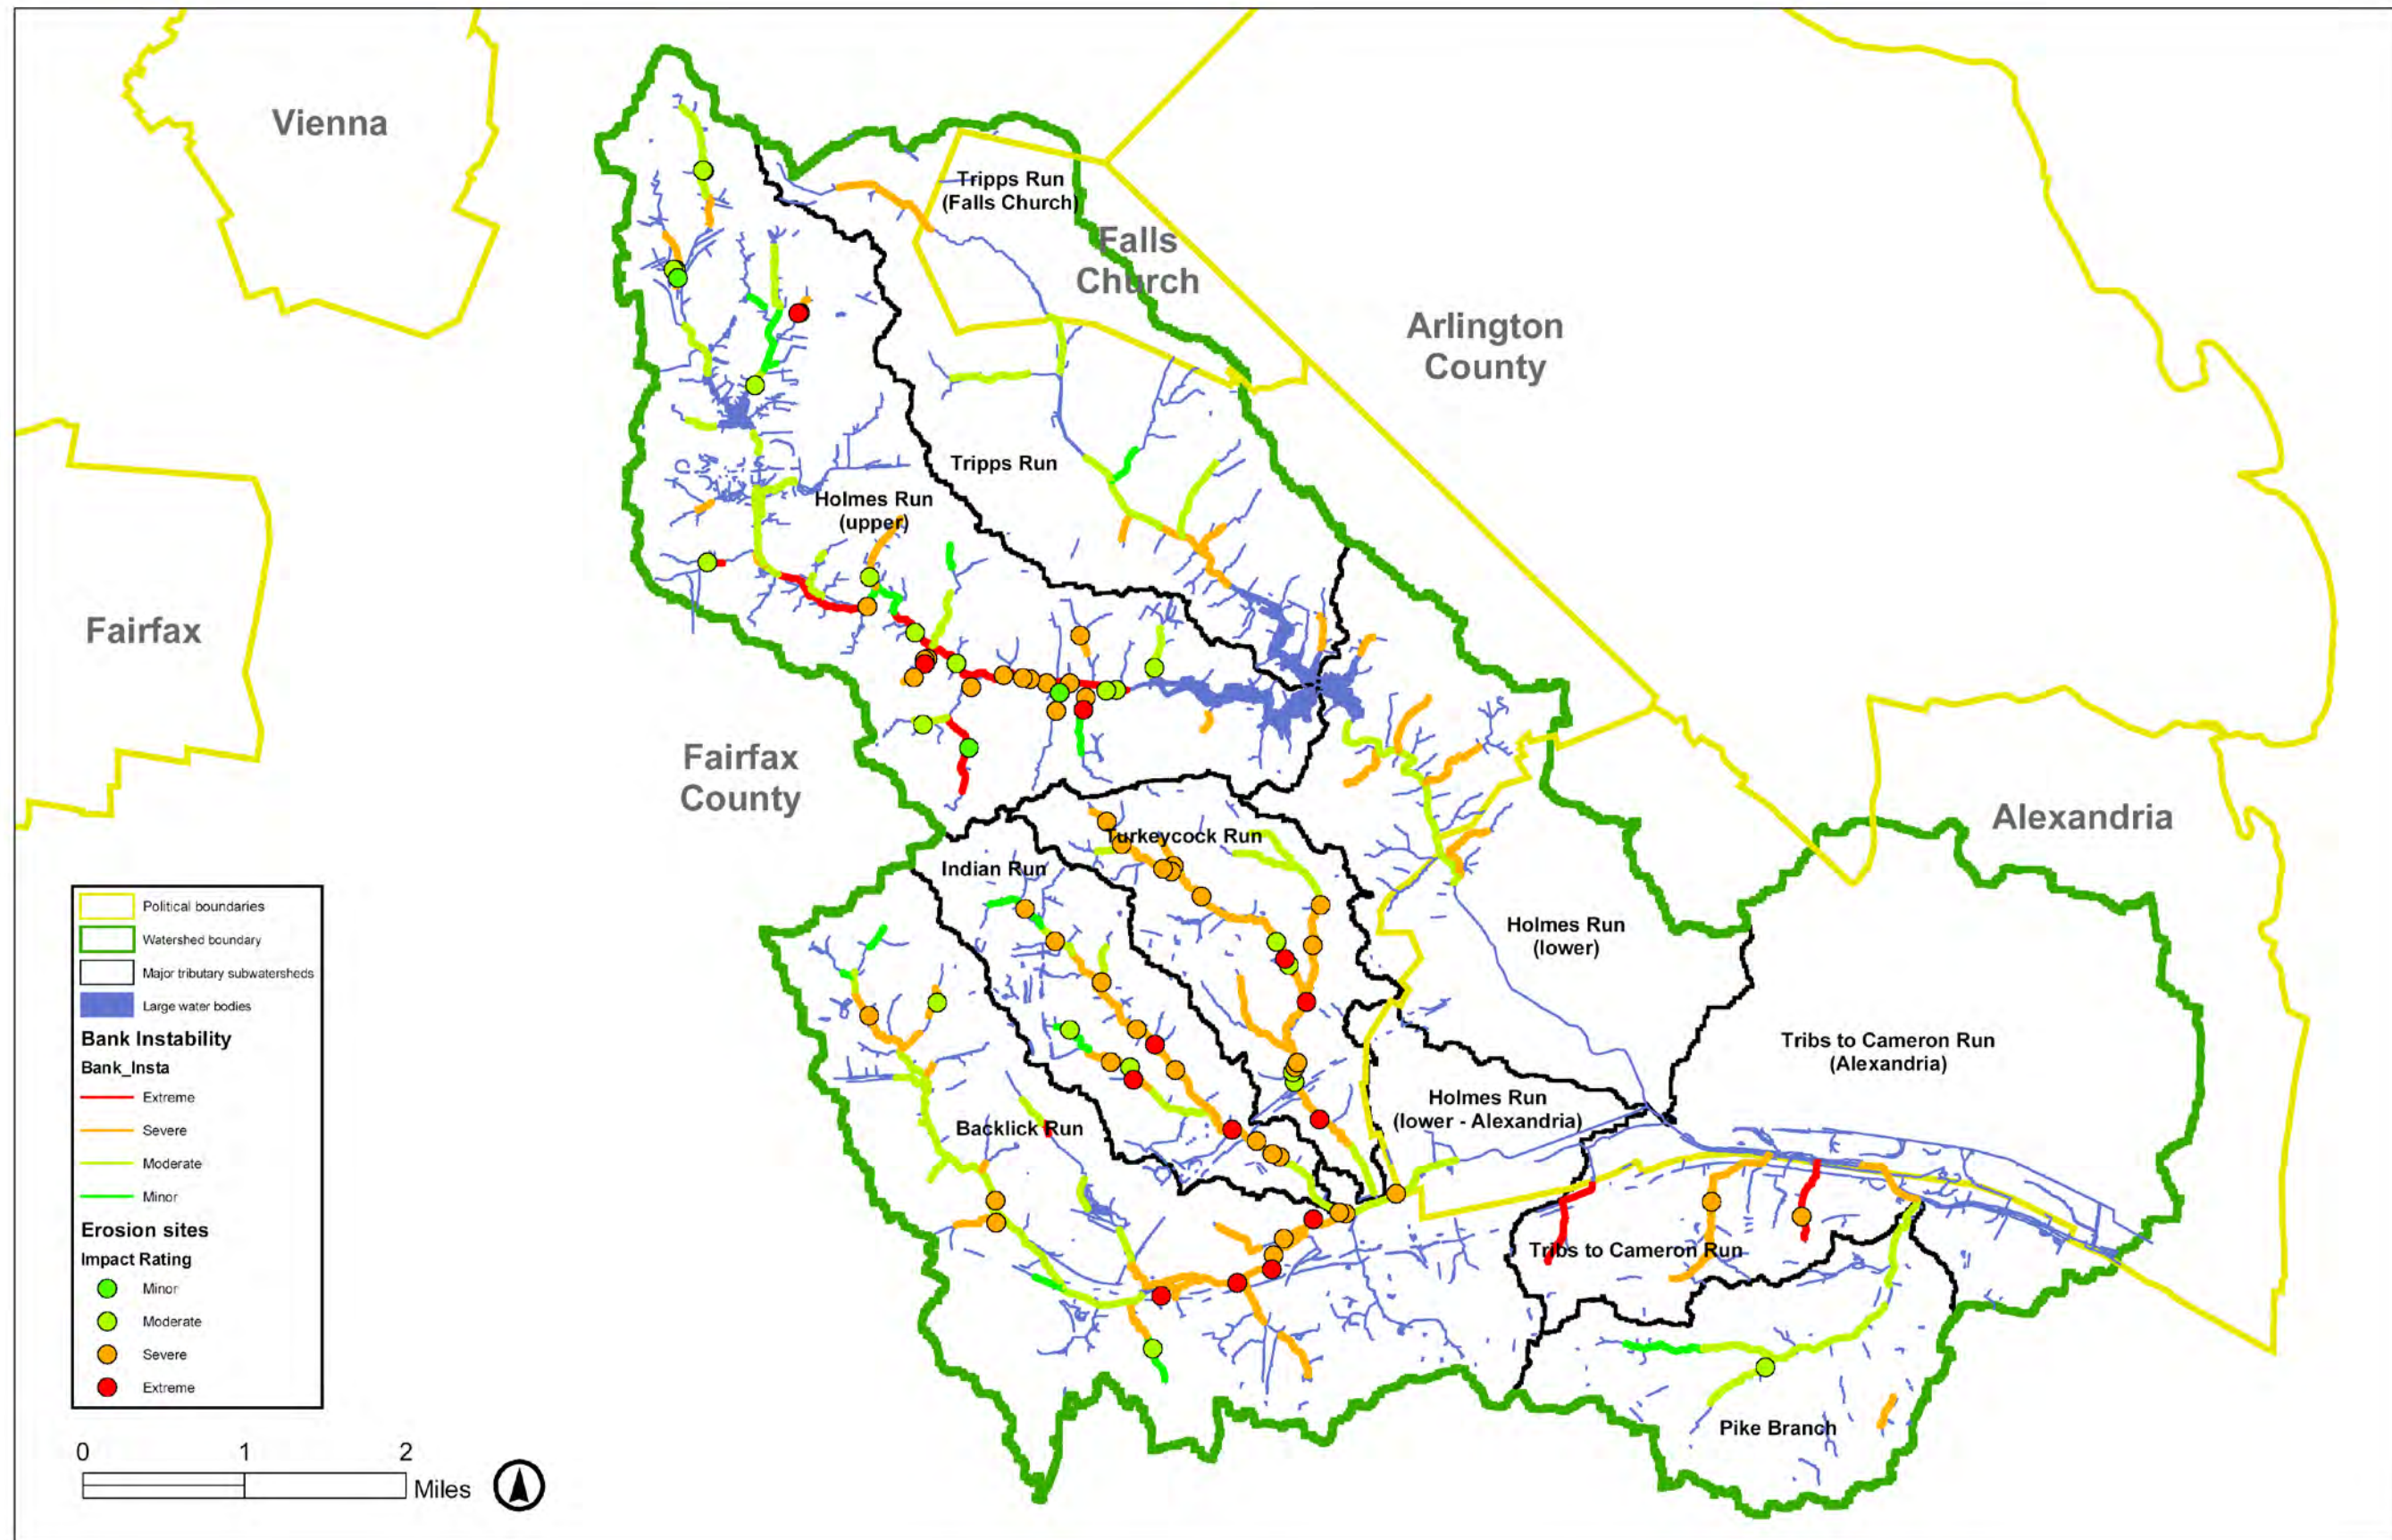 Vienna
Tripps Run
(Falls Church)
Falls
Church
Arlington
County
Tripps Run
Holmes Run
(upper)
Fairfax
Fairfax
County
Alexandria
Turkeycock Run
Indian Run
Holmes Run
(lower)
Tribs to Cameron Run
(Alexandria)
Holmes Run
(lower - Alexandria)
Backlick Run
Tribs to Cameron Run
Pike Branch
Political boundaries
Watershed boundary
Major tributary subwatersheds
Large water bodies
Bank Instability
Bank_Insta
Extreme
Severe
Moderate
Minor
Erosion sites
Impact Rating
Minor
Moderate
Severe
Extreme
0 1 2
Miles